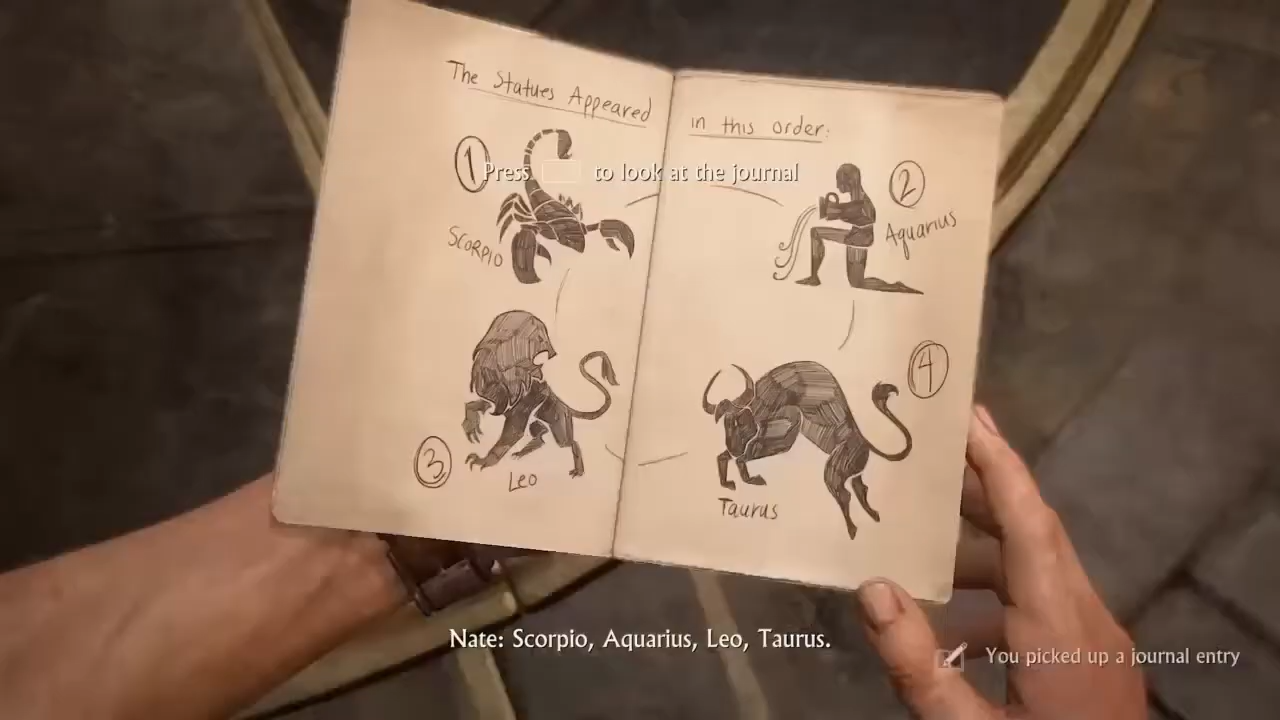 The Statues Appeared
in this order:
1
Press to look at the journal
2
SCORPIO
Aquarius
3
Leo
4
Taurus
Nate: Scorpio, Aquarius, Leo, Taurus.
You picked up a journal entry